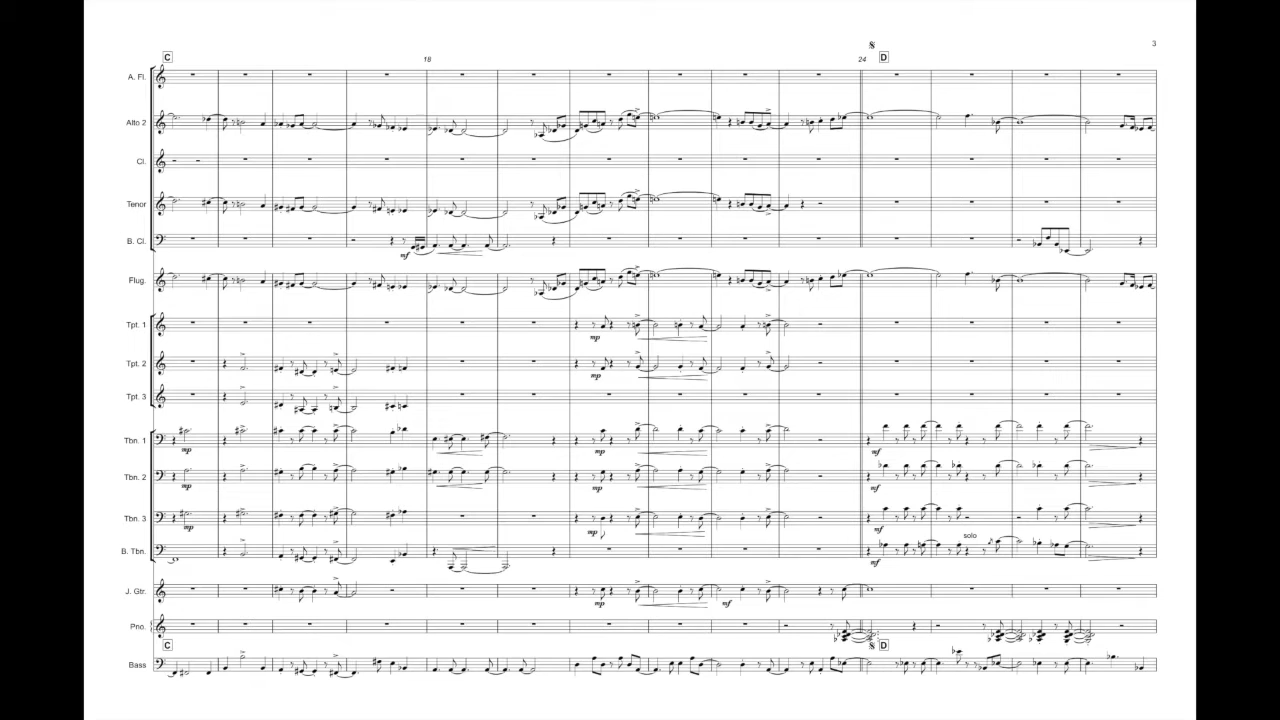 3
C 18 24 D
A. Fl.
Alto 2
Cl.
Tenor
B. Cl.
mf
Flug.
Tpt. 1
mp
Tpt. 2
mp
Tpt. 3
Tbn. 1
mp mp mf
Tbn. 2
mp mp mf
Tbn. 3
mp mp mf
solo
B. Tbn.
mf
J. Gtr.
mp mf
Pno.
C D
Bass